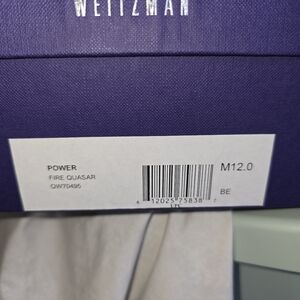 WEITZMAN
POWER
FIRE QUASAR
QW70495
M12.0
BE